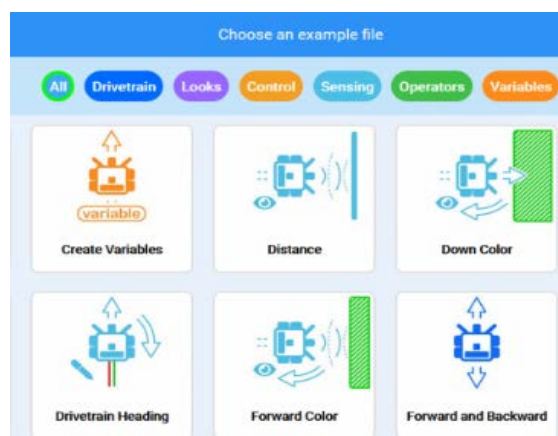 Choose an example file
All Drivetrain Looks Control Sensing Operators Variables
(variable)
Create Variables Distance Down Color
Drivetrain Heading Forward Color Forward and Backward